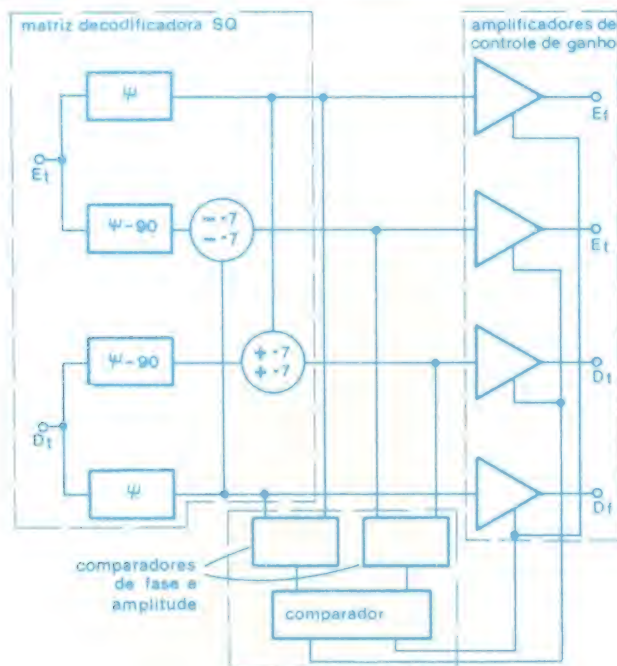 matriz decodificadora SQ
amplificadores de
controle de ganho
ψ
Ef
Et
ψ-90
- ·7
- ·7
Et
ψ-90
+ ·7
+ ·7
Dt
Dt
ψ
Df
comparadores
de fase e
amplitude
comparador